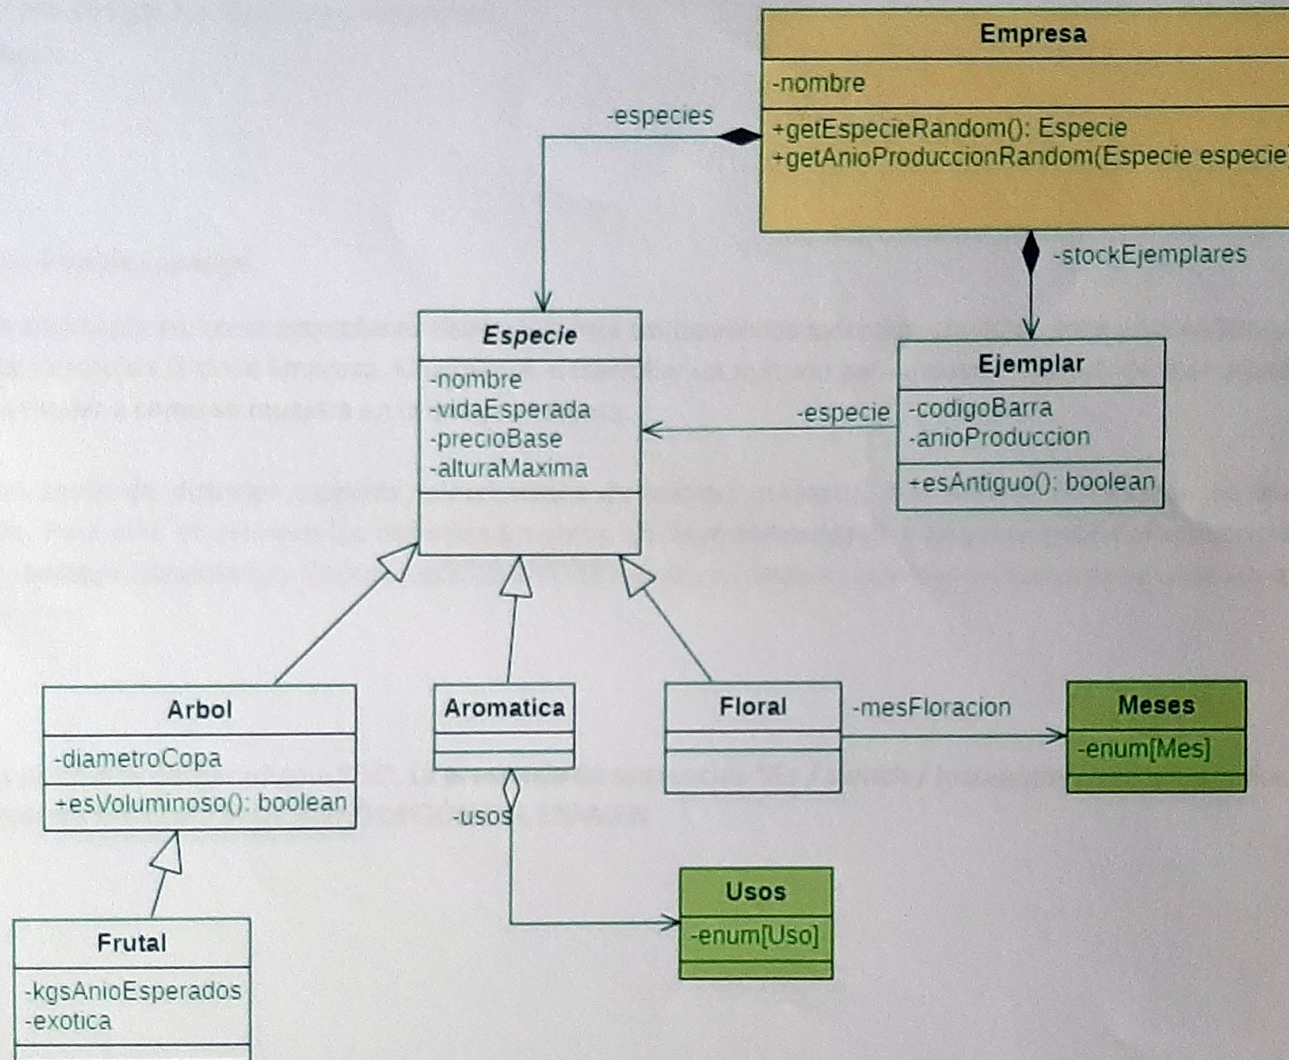 Empresa
-nombre
+getEspecieRandom(): Especie
+getAnioProduccionRandom(Especie especie
-especies
-stockEjemplares
Especie
-nombre
-vidaEsperada
-precioBase
-alturaMaxima
Ejemplar
-codigoBarra
-anioProduccion
+esAntiguo(): boolean
-especie
Arbol
-diametroCopa
+esVoluminoso(): boolean
Aromatica
Floral
-mesFloracion
Meses
-enum[Mes]
-usos
Usos
-enum[Uso]
Frutal
-kgsAnioEsperados
-exotica